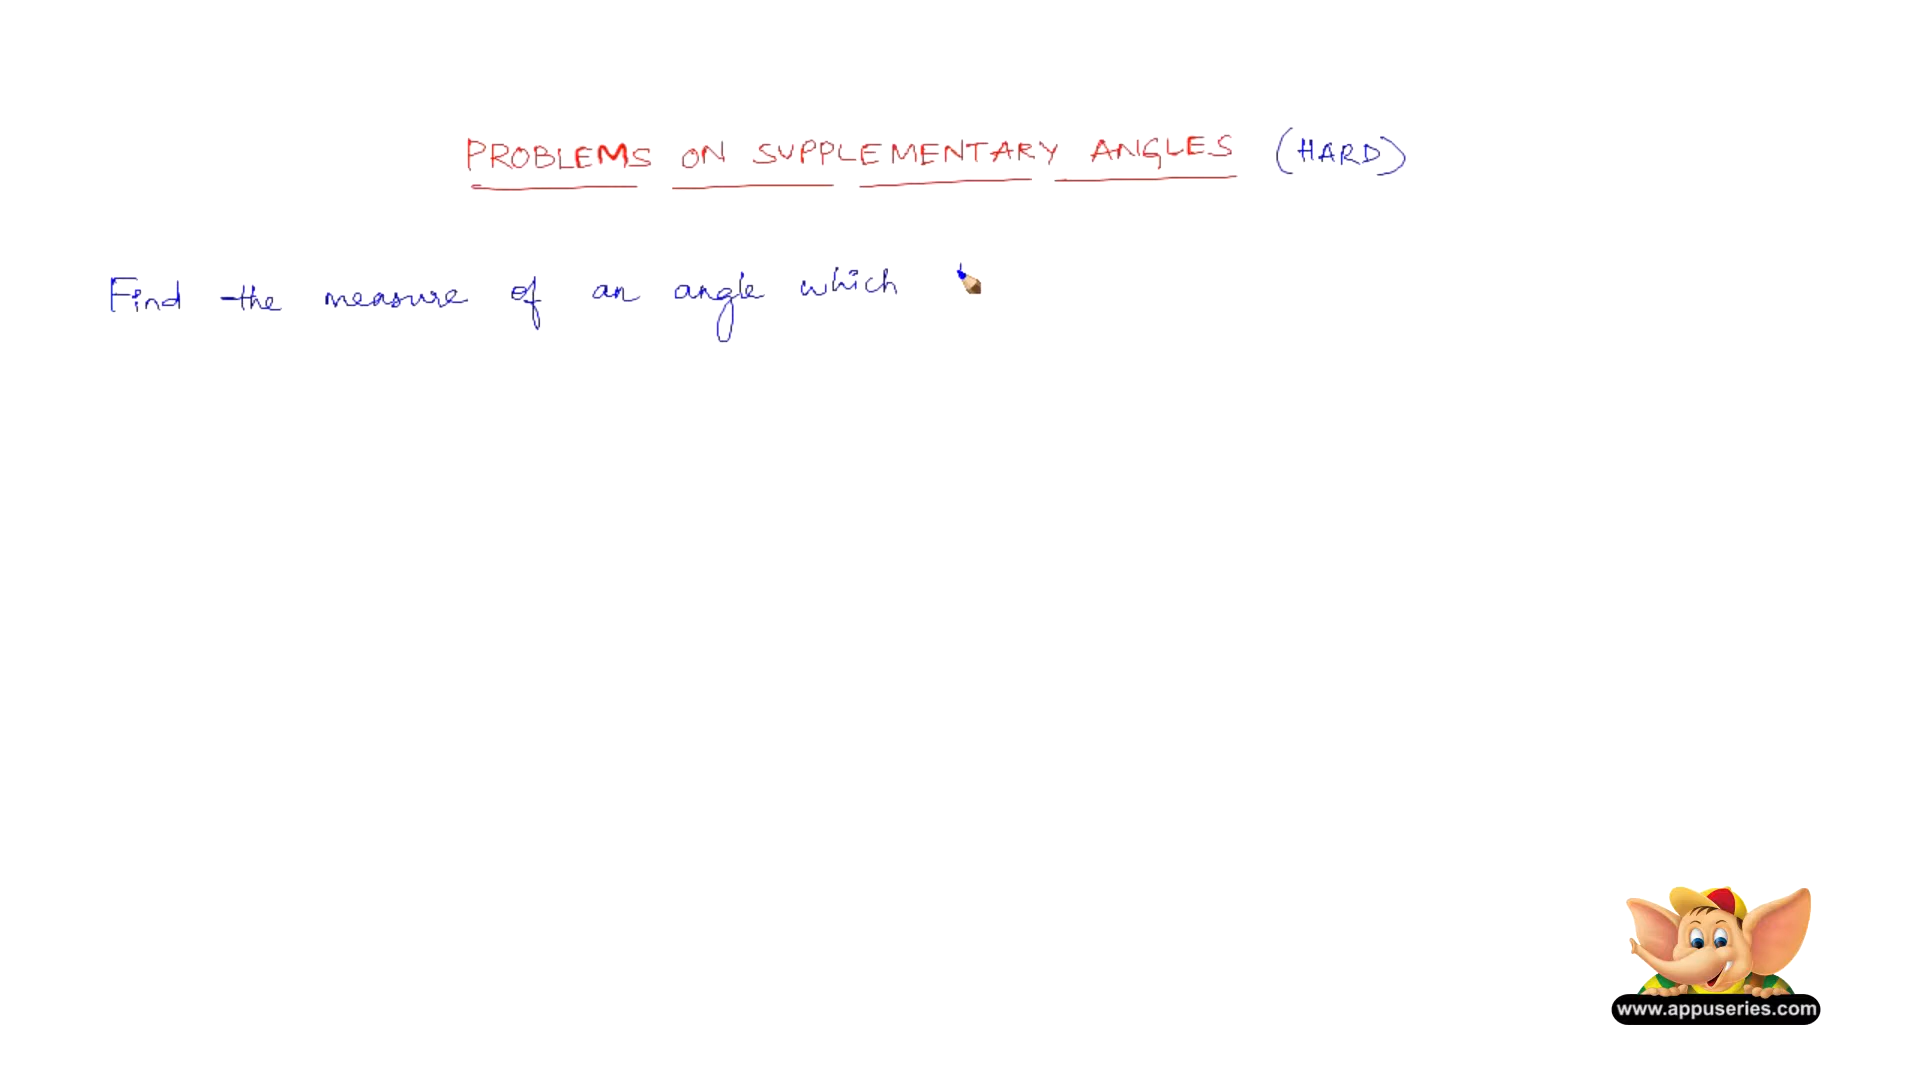 PROBLEMS ON SUPPLEMENTARY ANGLES (HARD)
Find the measure of an angle which
www.appuseries.com